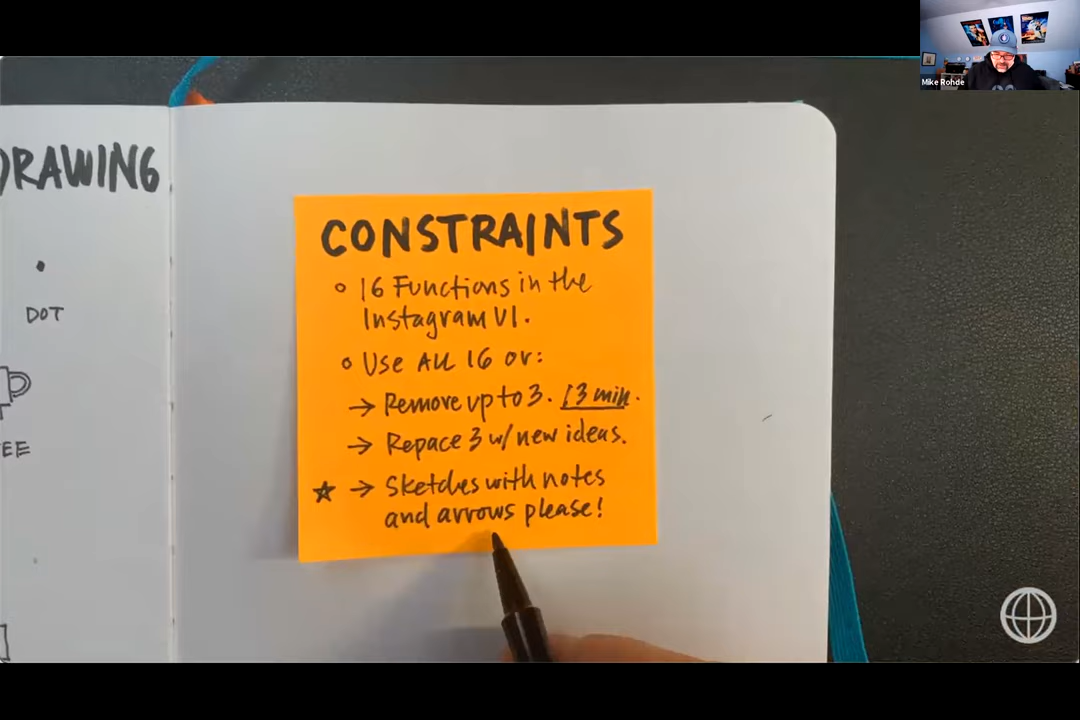 Mike Rohde
DRAWING
DOT
CONSTRAINTS
16 Functions in the
Instagram UI.
Use ALL 16 or:
→ Remove up to 3. 13 min.
→ Repace 3 w/ new ideas.
☆ → Sketches with notes
and arrows please!